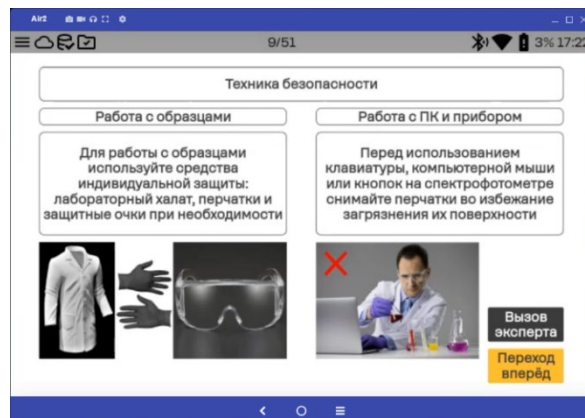 Air2
9/51
3% 17:22
Техника безопасности
Работа с образцами
Для работы с образцами
используйте средства
индивидуальной защиты:
лабораторный халат, перчатки и
защитные очки при необходимости
Работа с ПК и прибором
Перед использованием
клавиатуры, компьютерной мыши
или кнопок на спектрофотометре
снимайте перчатки во избежание
загрязнения их поверхности
Вызов
эксперта
Переход
вперёд